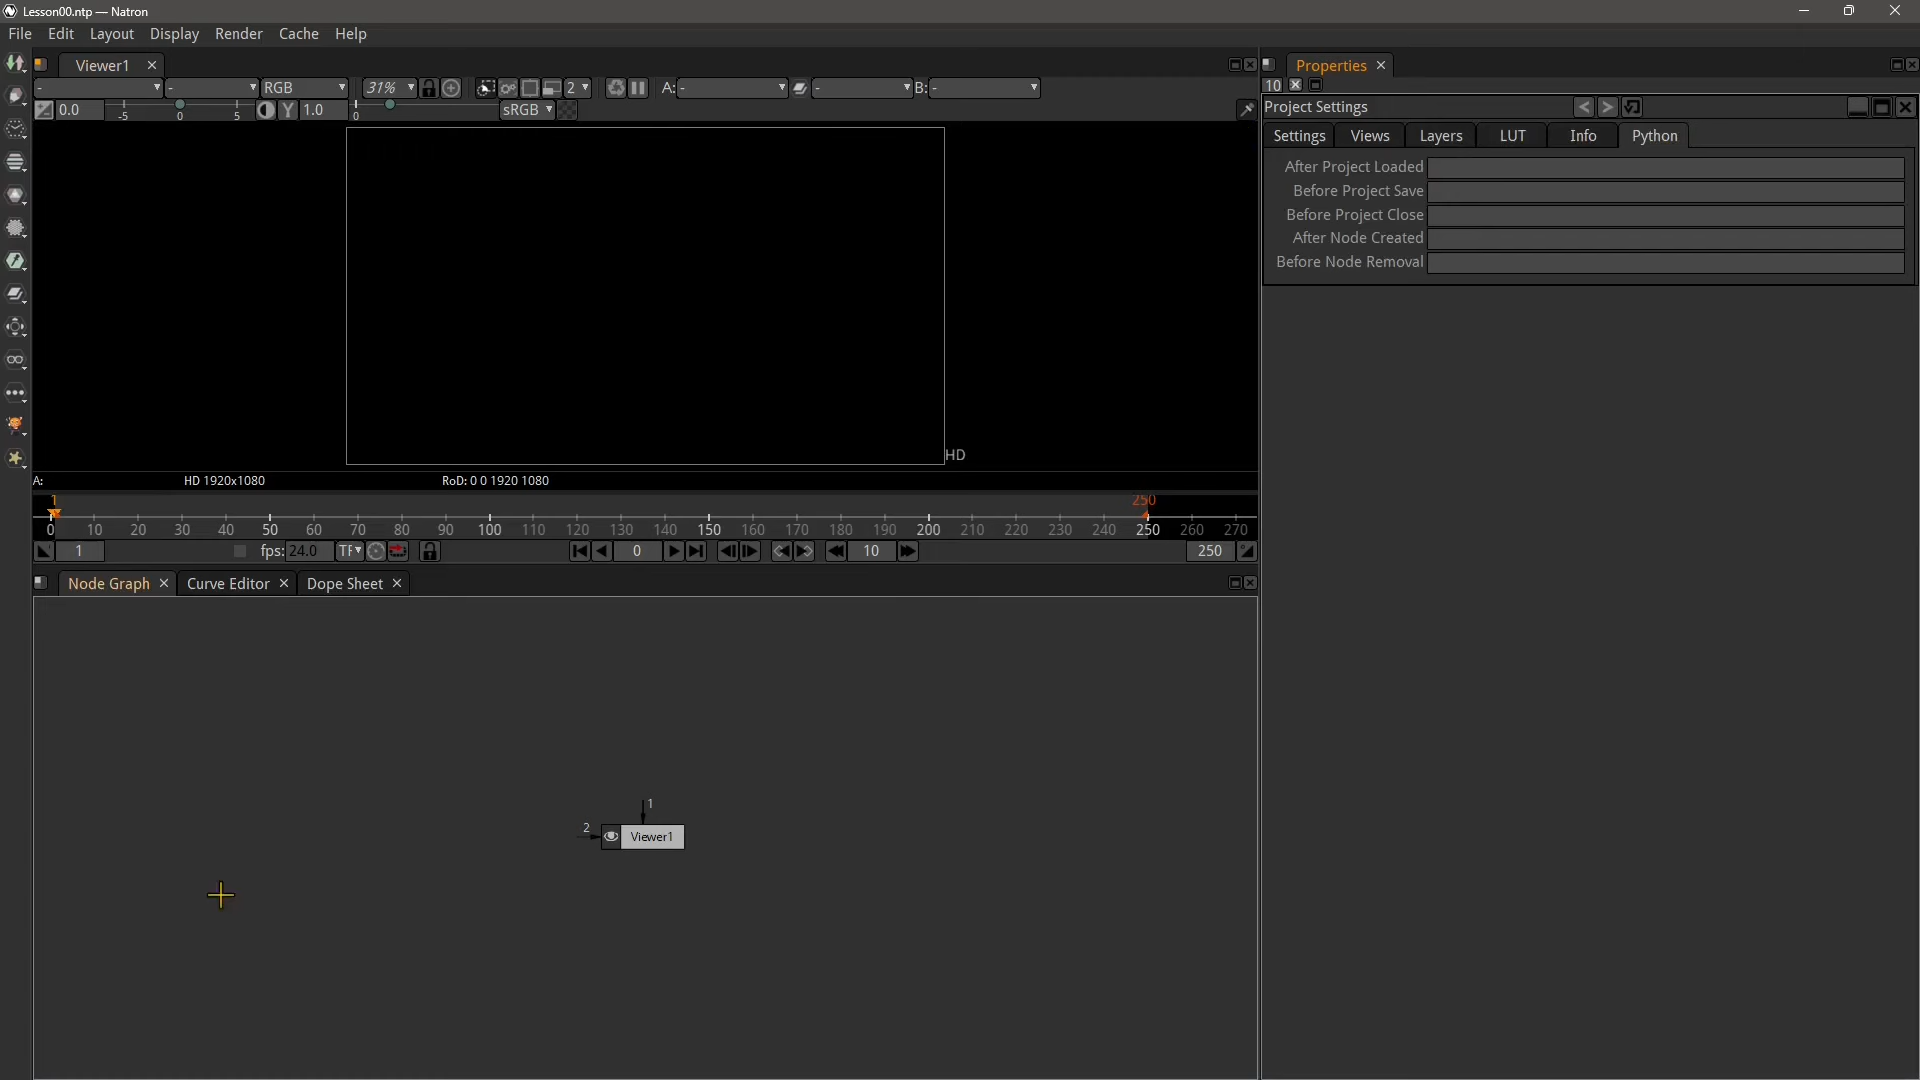 Lesson00.ntp — Natron
File Edit Layout Display Render Cache Help
Viewer1
- - RGB 31% 2 A: - - B: -
0.0 -5 0 5 Y 1.0 0 sRGB
HD
A: HD 1920x1080 RoD: 0 0 1920 1080
1 250
0 10 20 30 40 50 60 70 80 90 100 110 120 130 140 150 160 170 180 190 200 210 220 230 240 250 260 270
1 fps: 24.0 TF 0 10 250
Node Graph Curve Editor Dope Sheet
1
2 Viewer1
Properties
10
Project Settings
Settings Views Layers LUT Info Python
After Project Loaded
Before Project Save
Before Project Close
After Node Created
Before Node Removal